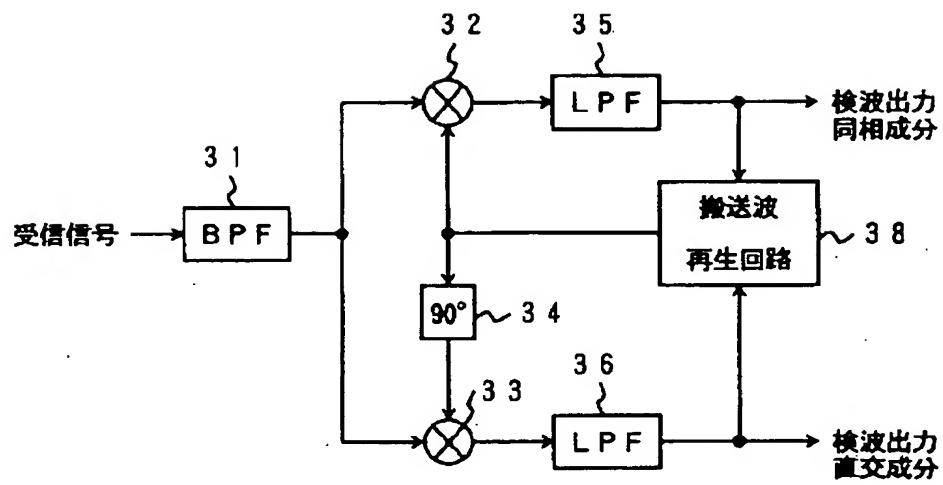 ３２
３５
ＬＰＦ
検波出力
同相成分
３１
受信信号
ＢＰＦ
搬送波
再生回路
３８
90°
３４
３３
３６
ＬＰＦ
検波出力
直交成分